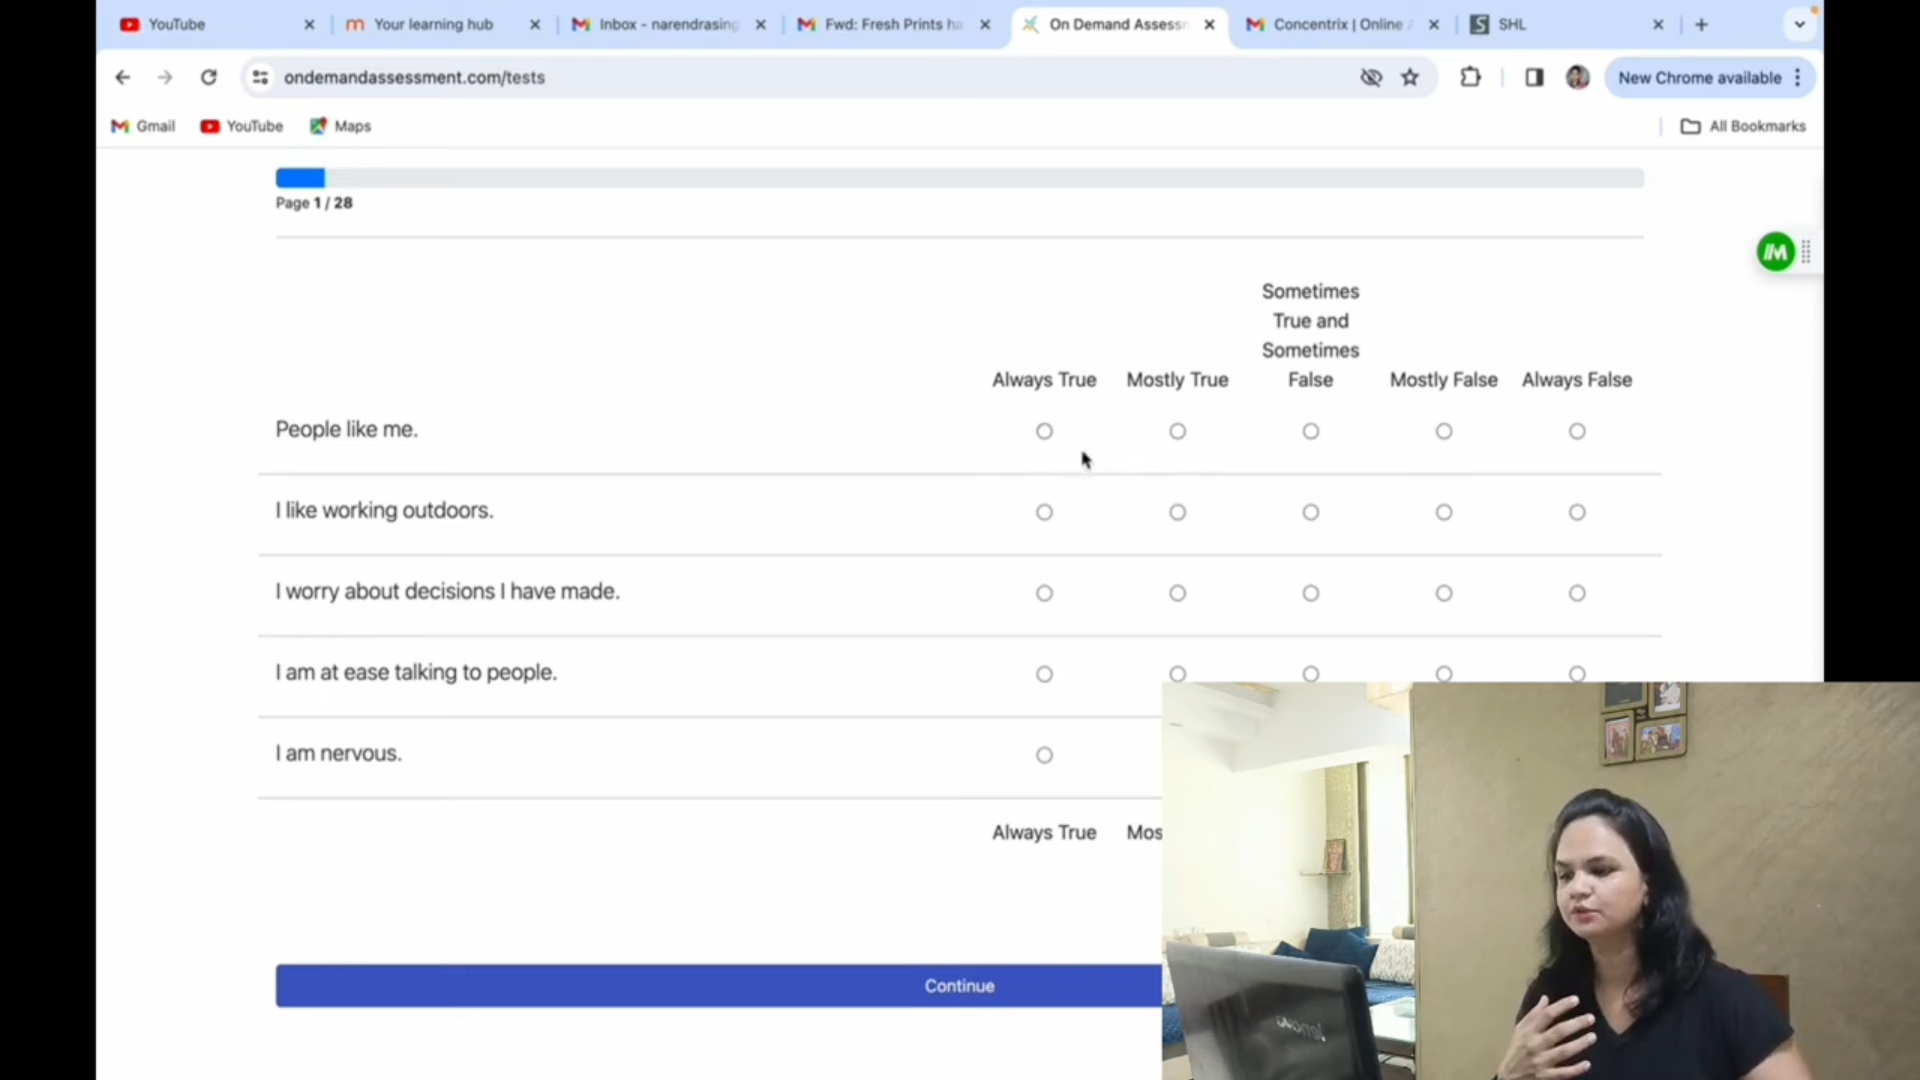 YouTube
Your learning hub
Inbox - narendrasing
Fwd: Fresh Prints ha
On Demand Assessm
Concentrix | Online A
SHL
ondemandassessment.com/tests
New Chrome available
Gmail
YouTube
Maps
All Bookmarks
Page 1 / 28
Always True
Mostly True
Sometimes
True and
Sometimes
False
Mostly False
Always False
People like me.
I like working outdoors.
I worry about decisions I have made.
I am at ease talking to people.
I am nervous.
Always True
Mos
Continue
lenovo